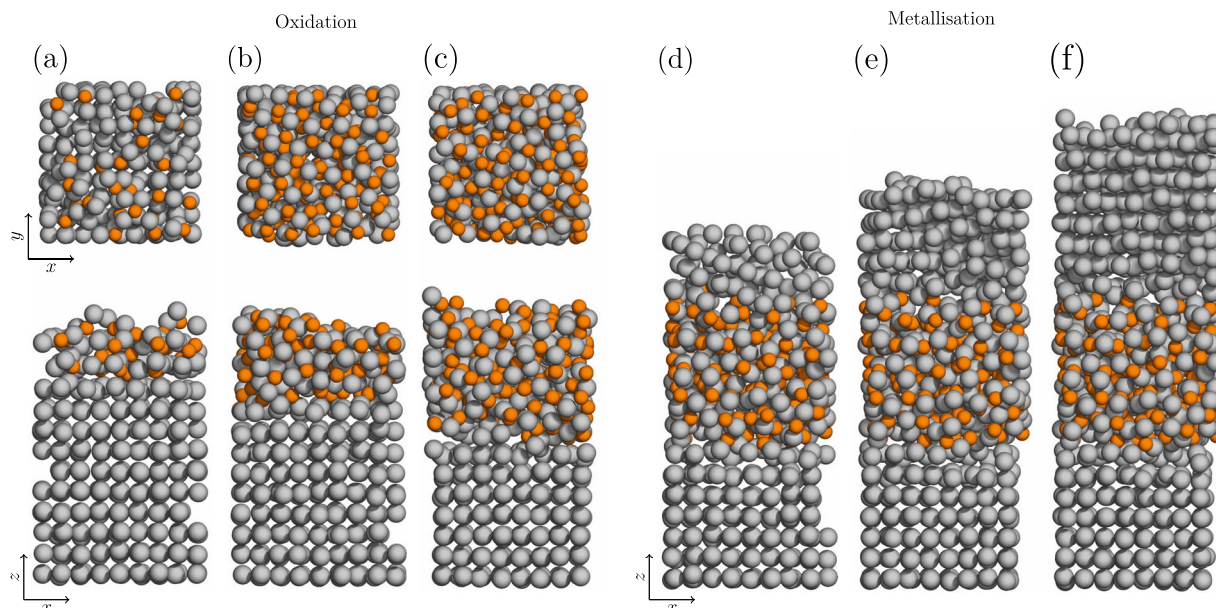 Oxidation
Metallisation
(a)
(b)
(c)
(d)
(e)
(f)
y
x
z
x
z
x